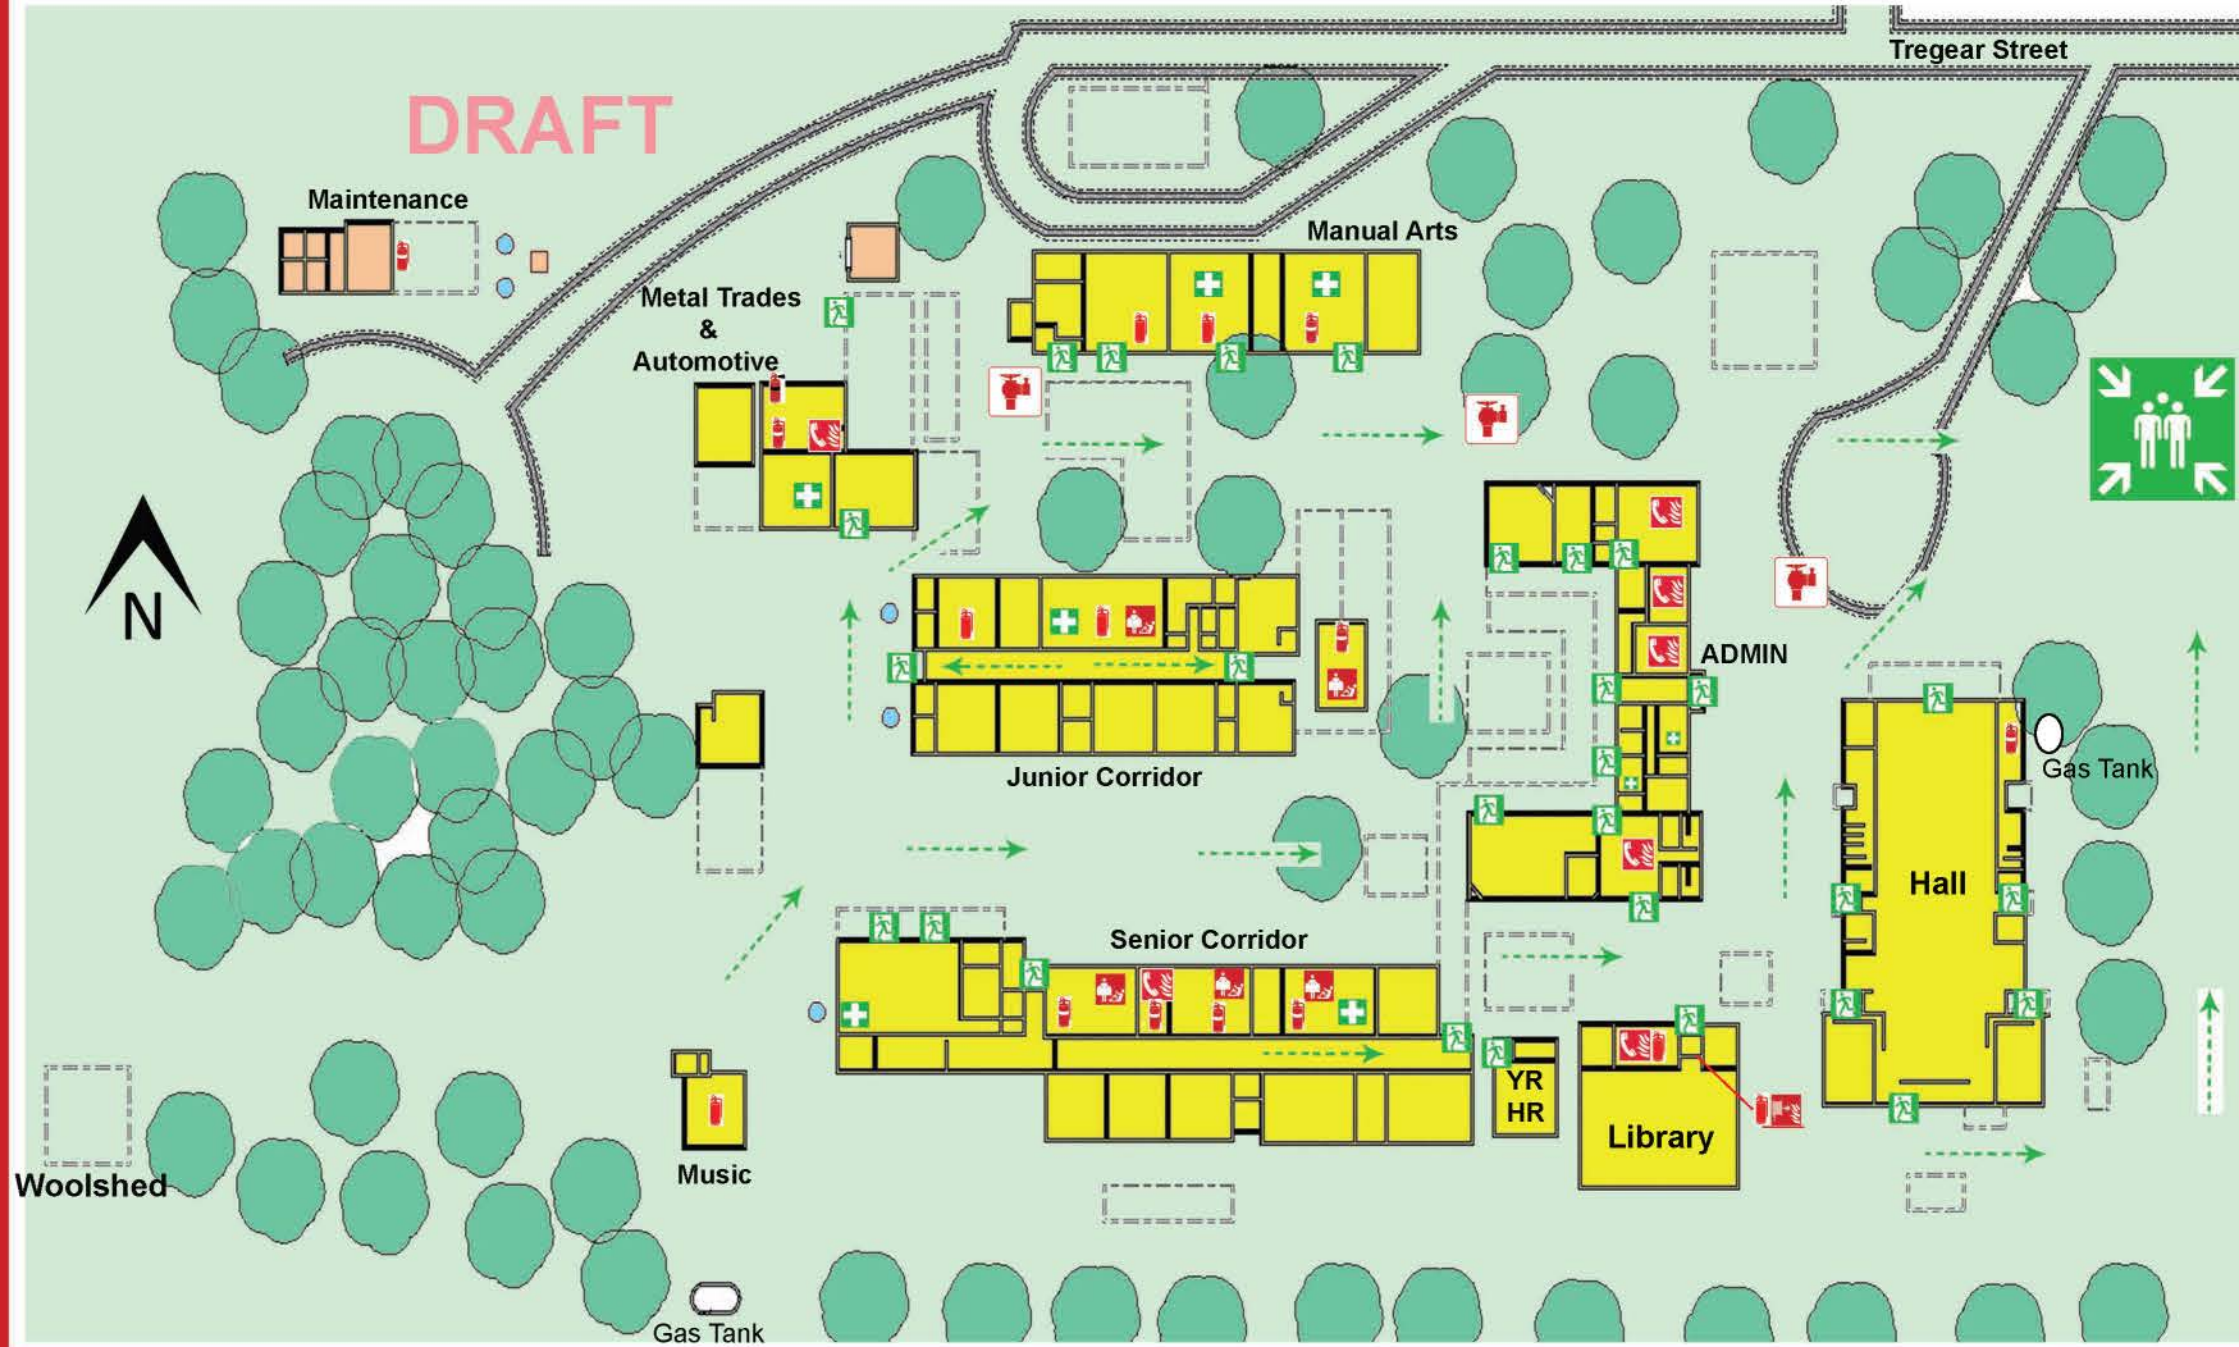 Tregear Street
DRAFT
Maintenance
Manual Arts
Metal Trades
&
Automotive
N
ADMIN
Gas Tank
Junior Corridor
Hall
Senior Corridor
YR
HR
Library
Music
Woolshed
Gas Tank